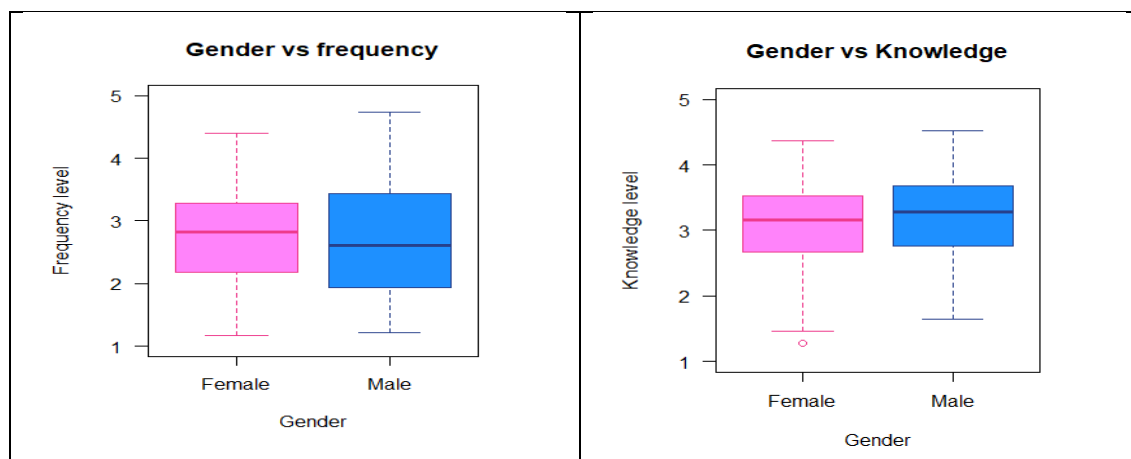 Gender vs frequency
5
4
3
2
1
Frequency level
Female Male
Gender
Gender vs Knowledge
5
4
3
2
1
Knowledge level
Female Male
Gender